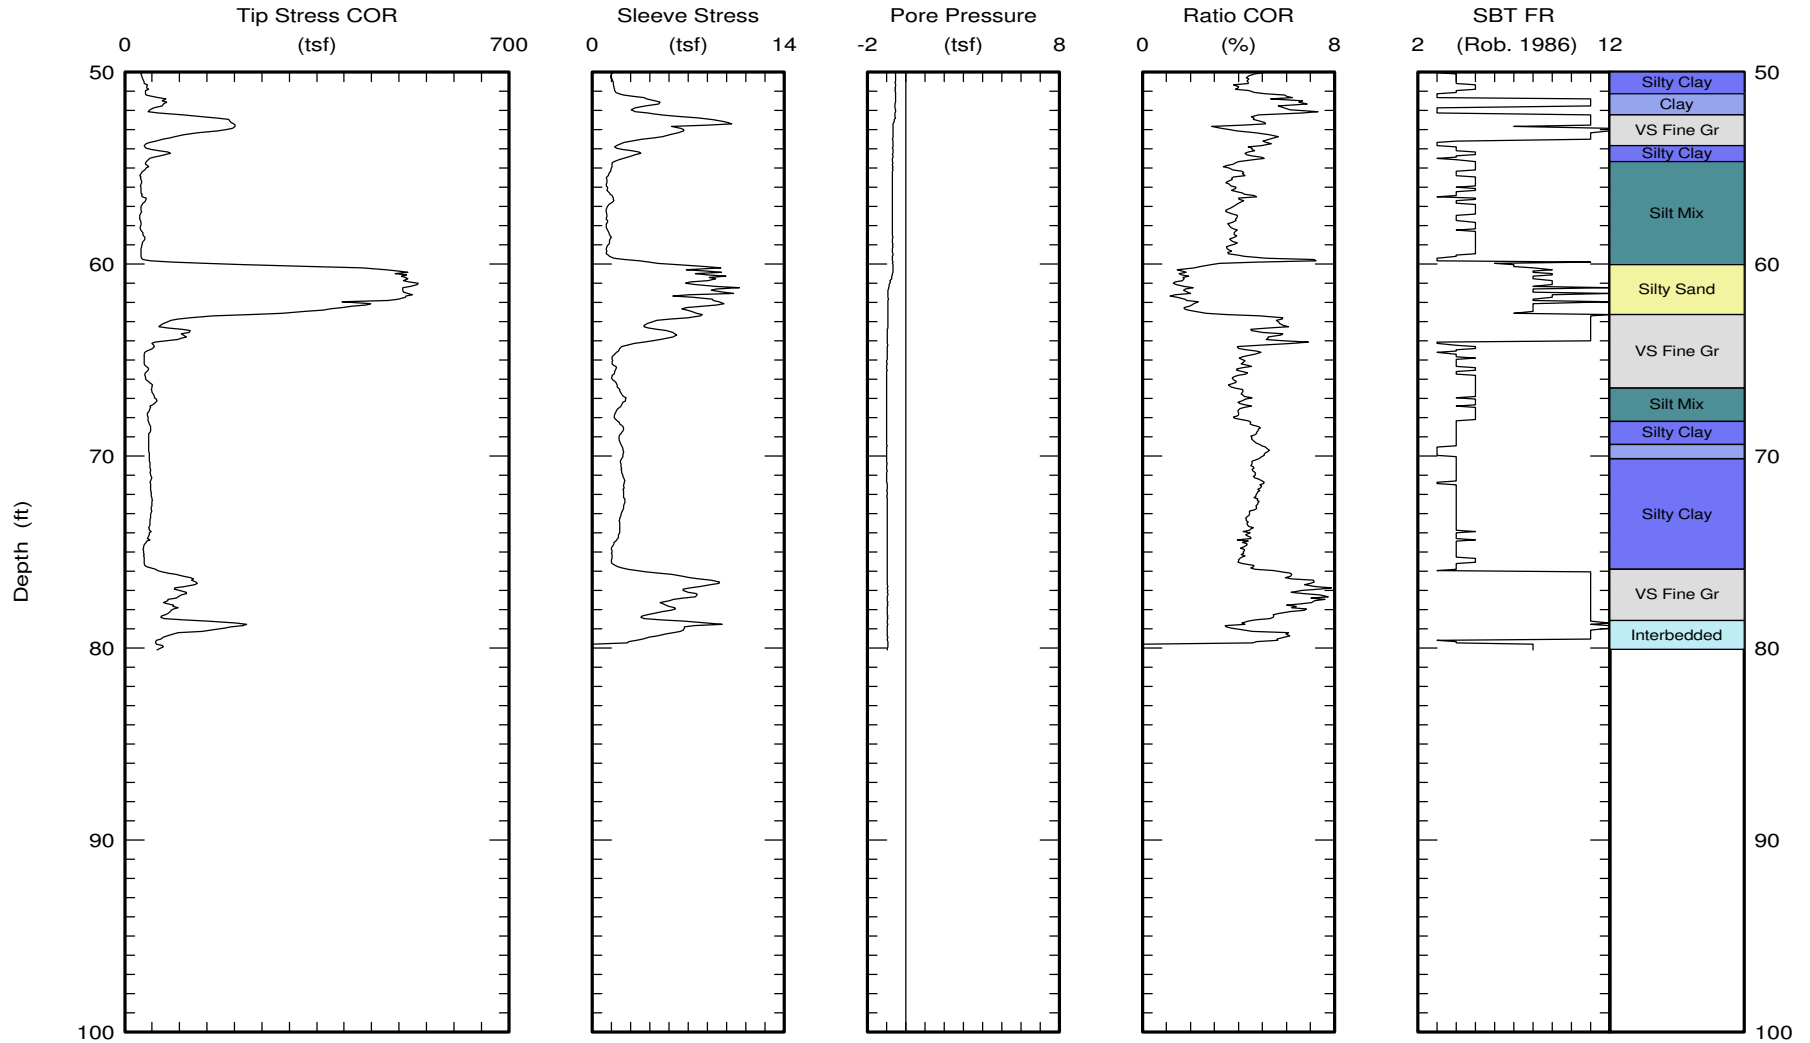 Tip Stress COR
Sleeve Stress
Pore Pressure
Ratio COR
SBT FR
0 (tsf) 700
0 (tsf) 14
-2 (tsf) 8
0 (%) 8
2 (Rob. 1986) 12
50
60
70
80
90
100
Depth (ft)
Silty Clay
Clay
VS Fine Gr
Silty Clay
Silt Mix
Silty Sand
VS Fine Gr
Silt Mix
Silty Clay
Silty Clay
VS Fine Gr
Interbedded
50
60
70
80
90
100